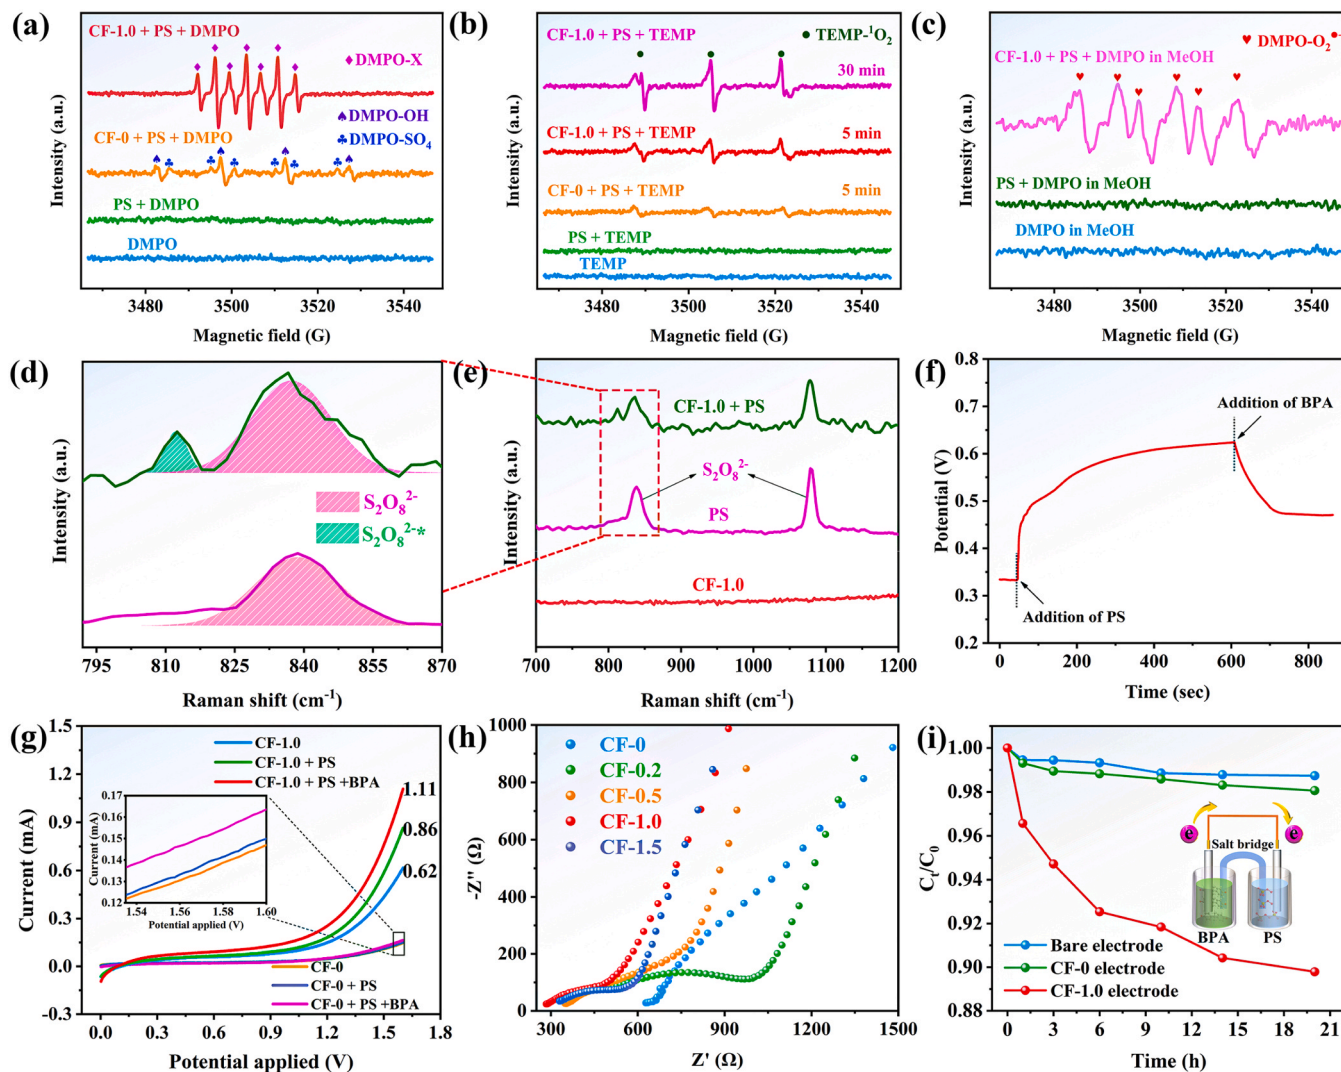 (a)
CF-1.0 + PS + DMPO
♦DMPO-X
♠DMPO-OH
♣DMPO-SO₄
CF-0 + PS + DMPO
PS + DMPO
DMPO
Intensity (a.u.)
3480 3500 3520 3540
Magnetic field (G)
(b)
● TEMP-¹O₂
CF-1.0 + PS + TEMP
30 min
CF-1.0 + PS + TEMP
5 min
CF-0 + PS + TEMP
5 min
PS + TEMP
TEMP
Intensity (a.u.)
3480 3500 3520 3540
Magnetic field (G)
(c)
♥ DMPO-O₂•⁻
CF-1.0 + PS + DMPO in MeOH
PS + DMPO in MeOH
DMPO in MeOH
Intensity (a.u.)
3480 3500 3520 3540
Magnetic field (G)
(d)
S₂O₈²⁻
S₂O₈²⁻*
Intensity (a.u.)
795 810 825 840 855 870
Raman shift (cm⁻¹)
(e)
CF-1.0 + PS
S₂O₈²⁻
PS
CF-1.0
Intensity (a.u.)
700 800 900 1000 1100 1200
Raman shift (cm⁻¹)
(f)
0.8
0.7
0.6
0.5
0.4
0.3
0.2
Potential (V)
Addition of BPA
Addition of PS
0 200 400 600 800
Time (sec)
(g)
1.5
1.2
0.9
0.6
0.3
0.0
-0.3
Current (mA)
CF-1.0
CF-1.0 + PS
CF-1.0 + PS +BPA
1.11
0.86
0.62
0.17
0.16
0.15
0.14
0.13
0.12
Current (mA)
1.54 1.56 1.58 1.60
Potential applied (V)
CF-0
CF-0 + PS
CF-0 + PS +BPA
0.0 0.3 0.6 0.9 1.2 1.5 1.8
Potential applied (V)
(h)
1000
800
600
400
200
0
-Z'' (Ω)
CF-0
CF-0.2
CF-0.5
CF-1.0
CF-1.5
300 600 900 1200 1500
Z' (Ω)
(i)
1.00
0.98
0.96
0.94
0.92
0.90
0.88
Cₜ/C₀
e e
Salt bridge
BPA PS
Bare electrode
CF-0 electrode
CF-1.0 electrode
0 3 6 9 12 15 18 21
Time (h)